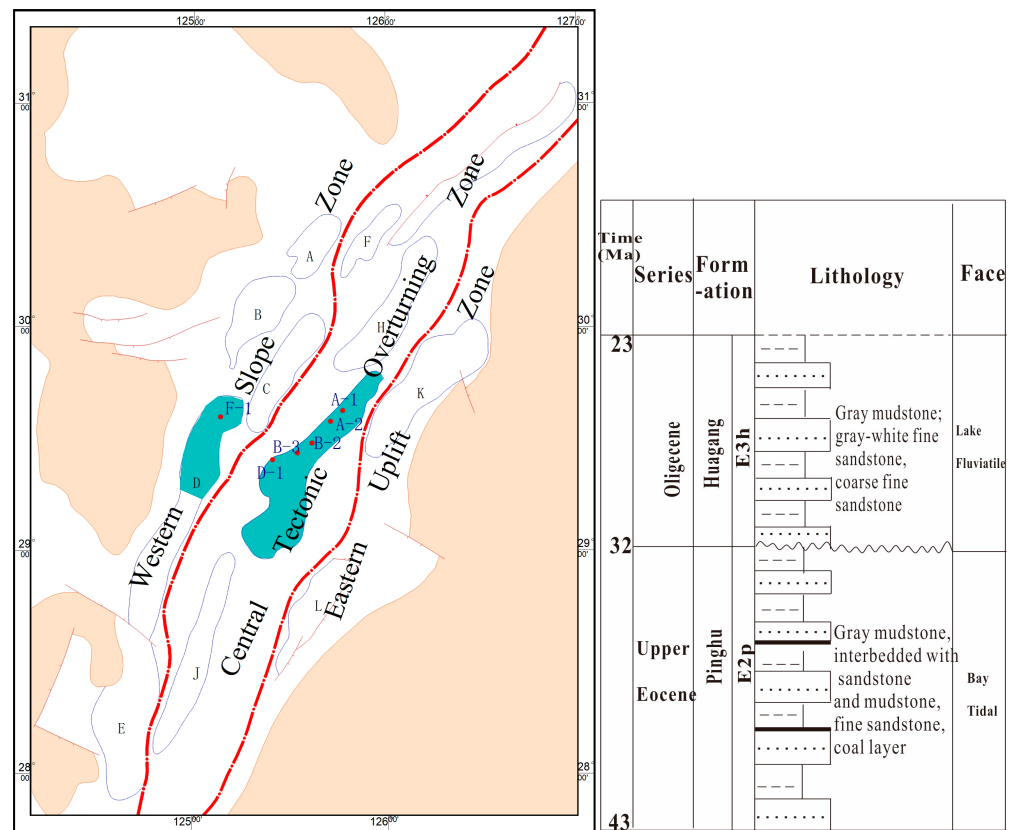 125°00′
126°00′
127°00′
31°00′
31°00′
30°00′
30°00′
29°00′
29°00′
28°00′
28°00′
125°00′
126°00′
Western Slope Zone
Central Tectonic Overturning Zone
Eastern Uplift Zone
A
F
B
H
C
K
D
L
J
E
F-1
A-1
A-2
B-2
B-3
D-1
Time
(Ma)
Series
Form
-ation
Lithology
Face
23
Oligecene
Huagang
E3h
Gray mudstone;
gray-white fine
sandstone,
coarse fine
sandstone
Lake
Fluviatile
32
Upper
Eocene
Pinghu
E2p
Gray mudstone,
interbedded with
sandstone
and mudstone,
fine sandstone,
coal layer
Bay
Tidal
43